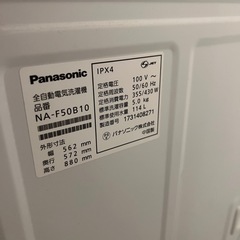 Panasonic
全自動電気洗濯機
品番
NA-F50B10
外形寸法
幅 562 mm
奥行 572 mm
高さ 880 mm
IPX4
JET
定格電圧 100 V～
定格周波数 50/60 Hz
定格消費電力 355/430 W
標準洗濯容量 5.0 kg
標準水量 114 L
製造番号 1731408271
パナソニック株式会社
中国製